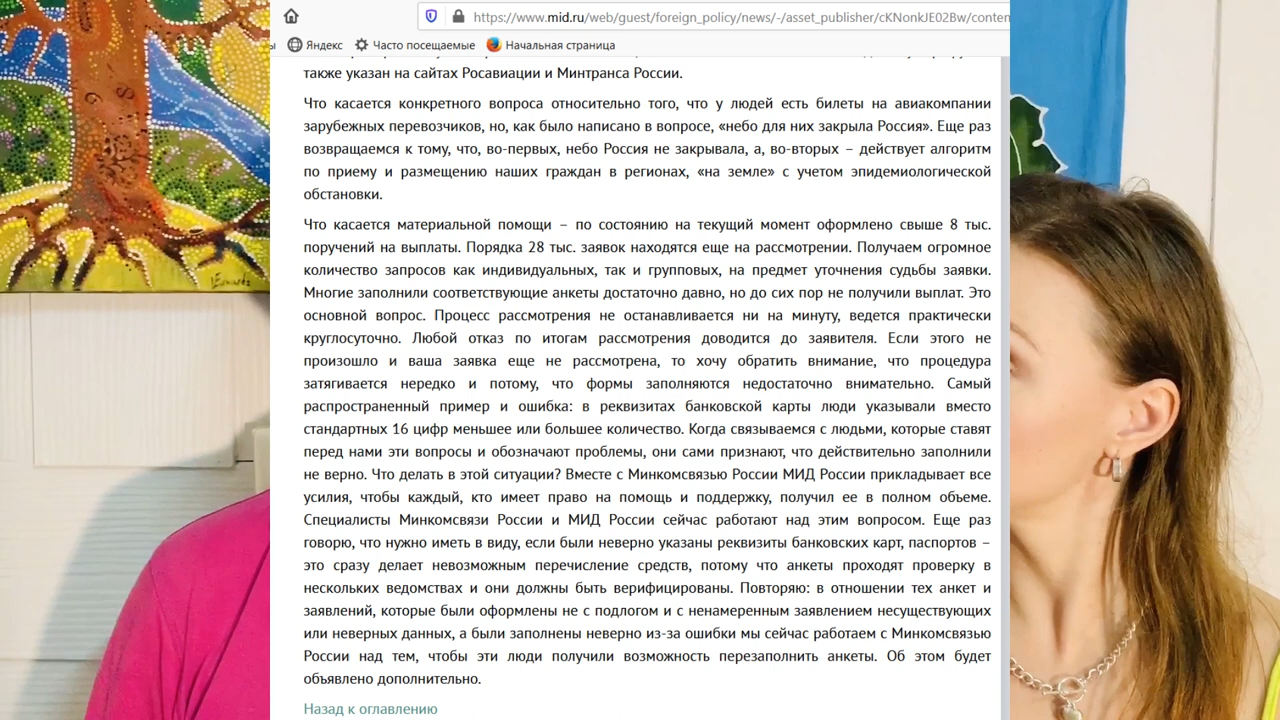 https://www.mid.ru/web/guest/foreign_policy/news/-/asset_publisher/cKNonkJE02Bw/conten
Яндекс Часто посещаемые Начальная страница
также указан на сайтах Росавиации и Минтранса России.
Что касается конкретного вопроса относительно того, что у людей есть билеты на авиакомпании
зарубежных перевозчиков, но, как было написано в вопросе, «небо для них закрыла Россия». Еще раз
возвращаемся к тому, что, во-первых, небо Россия не закрывала, а, во-вторых – действует алгоритм
по приему и размещению наших граждан в регионах, «на земле» с учетом эпидемиологической
обстановки.
Что касается материальной помощи – по состоянию на текущий момент оформлено свыше 8 тыс.
поручений на выплаты. Порядка 28 тыс. заявок находятся еще на рассмотрении. Получаем огромное
количество запросов как индивидуальных, так и групповых, на предмет уточнения судьбы заявки.
Многие заполнили соответствующие анкеты достаточно давно, но до сих пор не получили выплат. Это
основной вопрос. Процесс рассмотрения не останавливается ни на минуту, ведется практически
круглосуточно. Любой отказ по итогам рассмотрения доводится до заявителя. Если этого не
произошло и ваша заявка еще не рассмотрена, то хочу обратить внимание, что процедура
затягивается нередко и потому, что формы заполняются недостаточно внимательно. Самый
распространенный пример и ошибка: в реквизитах банковской карты люди указывали вместо
стандартных 16 цифр меньшее или большее количество. Когда связываемся с людьми, которые ставят
перед нами эти вопросы и обозначают проблемы, они сами признают, что действительно заполнили
не верно. Что делать в этой ситуации? Вместе с Минкомсвязью России МИД России прикладывает все
усилия, чтобы каждый, кто имеет право на помощь и поддержку, получил ее в полном объеме.
Специалисты Минкомсвязи России и МИД России сейчас работают над этим вопросом. Еще раз
говорю, что нужно иметь в виду, если были неверно указаны реквизиты банковских карт, паспортов –
это сразу делает невозможным перечисление средств, потому что анкеты проходят проверку в
нескольких ведомствах и они должны быть верифицированы. Повторяю: в отношении тех анкет и
заявлений, которые были оформлены не с подлогом и с ненамеренным заявлением несуществующих
или неверных данных, а были заполнены неверно из-за ошибки мы сейчас работаем с Минкомсвязью
России над тем, чтобы эти люди получили возможность перезаполнить анкеты. Об этом будет
объявлено дополнительно.
Назад к оглавлению